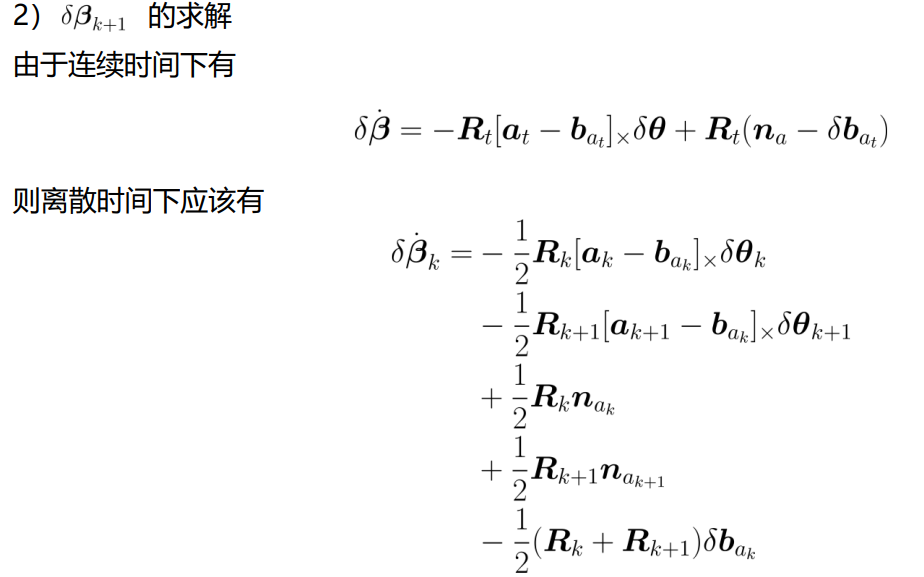 2）$\delta\boldsymbol{\beta}_{k+1}$ 的求解
由于连续时间下有
$\delta\dot{\boldsymbol{\beta}} = -\boldsymbol{R}_t[\boldsymbol{a}_t - \boldsymbol{b}_{a_t}]_\times \delta\boldsymbol{\theta} + \boldsymbol{R}_t(\boldsymbol{n}_a - \delta\boldsymbol{b}_{a_t})$
则离散时间下应该有
$\delta\dot{\boldsymbol{\beta}}_k = -\frac{1}{2}\boldsymbol{R}_k[\boldsymbol{a}_k - \boldsymbol{b}_{a_k}]_\times \delta\boldsymbol{\theta}_k$
$-\frac{1}{2}\boldsymbol{R}_{k+1}[\boldsymbol{a}_{k+1} - \boldsymbol{b}_{a_k}]_\times \delta\boldsymbol{\theta}_{k+1}$
$+\frac{1}{2}\boldsymbol{R}_k\boldsymbol{n}_{a_k}$
$+\frac{1}{2}\boldsymbol{R}_{k+1}\boldsymbol{n}_{a_{k+1}}$
$-\frac{1}{2}(\boldsymbol{R}_k + \boldsymbol{R}_{k+1})\delta\boldsymbol{b}_{a_k}$